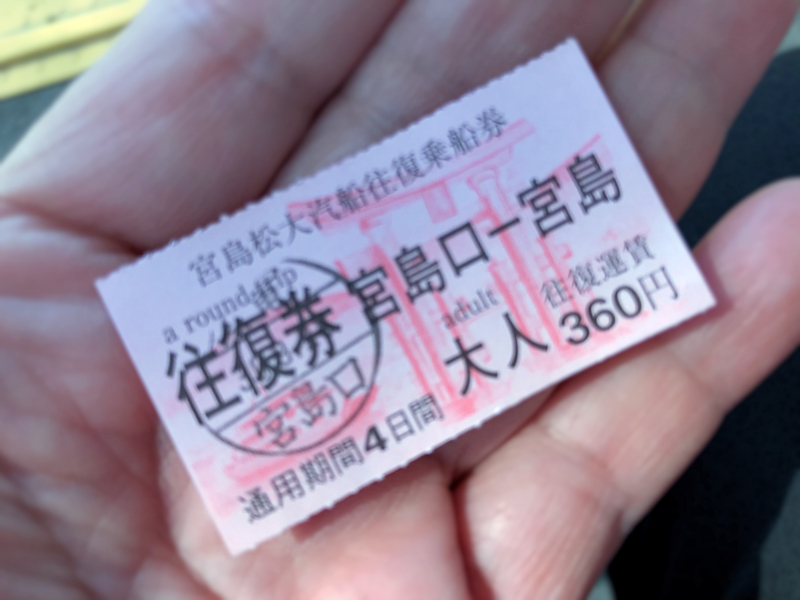 宮島松大汽船往復乗船券
a round trip
往復券 宮島口ー宮島
adult 往復運賃
大人 360円
宮島口
通用期間4日間